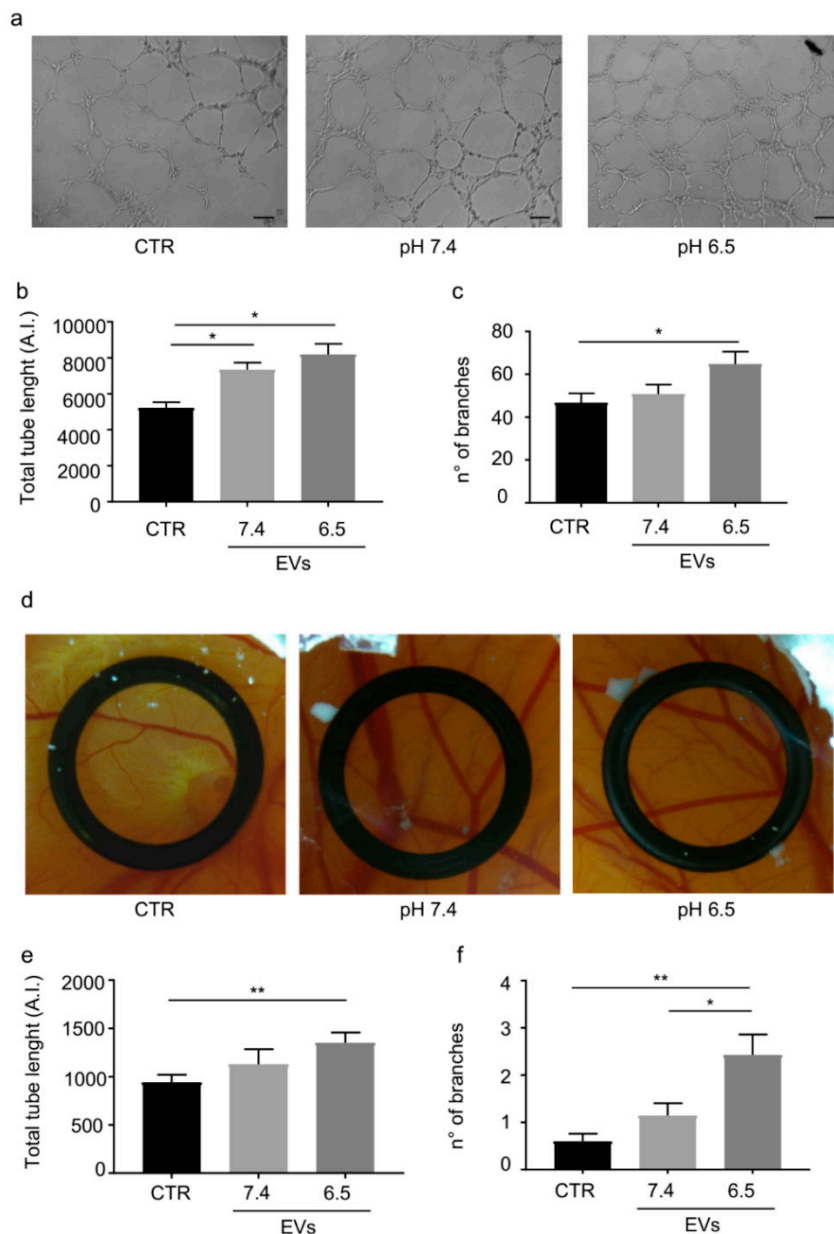 a
CTR
pH 7.4
pH 6.5
b
Total tube lenght (A.I.)
10000
8000
6000
4000
2000
0
*
*
CTR
7.4
6.5
EVs
c
n° of branches
80
60
40
20
0
*
CTR
7.4
6.5
EVs
d
CTR
pH 7.4
pH 6.5
e
Total tube lenght (A.I.)
2000
1500
1000
500
0
**
CTR
7.4
6.5
EVs
f
n° of branches
4
3
2
1
0
**
*
CTR
7.4
6.5
EVs